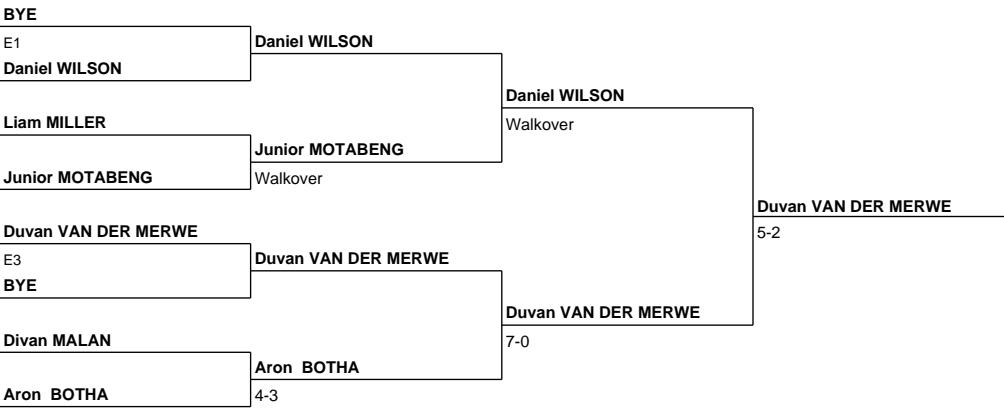 BYE
E1
Daniel WILSON
Daniel WILSON
Daniel WILSON
Walkover
Liam MILLER
Junior MOTABENG
Walkover
Junior MOTABENG
Duvan VAN DER MERWE
5-2
Duvan VAN DER MERWE
E3
BYE
Duvan VAN DER MERWE
Duvan VAN DER MERWE
7-0
Divan MALAN
Aron BOTHA
4-3
Aron BOTHA